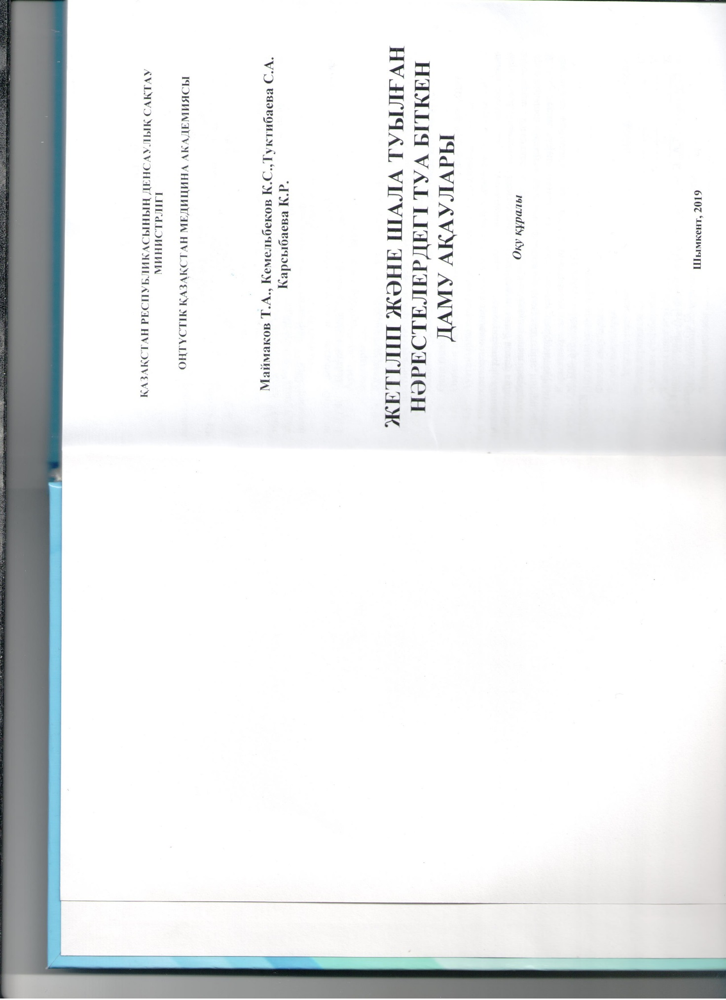 ҚАЗАҚСТАН РЕСПУБЛИКАСЫНЫҢ ДЕНСАУЛЫҚ САҚТАУ
МИНИСТРЛІГІ
ОҢТҮСТІК ҚАЗАҚСТАН МЕДИЦИНА АКАДЕМИЯСЫ
Маймаков Т.А., Кемельбеков К.С.,Туктибаева С.А.
Карсыбаева К.Р.
ЖЕТІЛІП ЖӘНЕ ШАЛА ТУЫЛҒАН
НӘРЕСТЕЛЕРДЕГІ ТУА БІТКЕН
ДАМУ АҚАУЛАРЫ
Оқу құралы
Шымкент, 2019